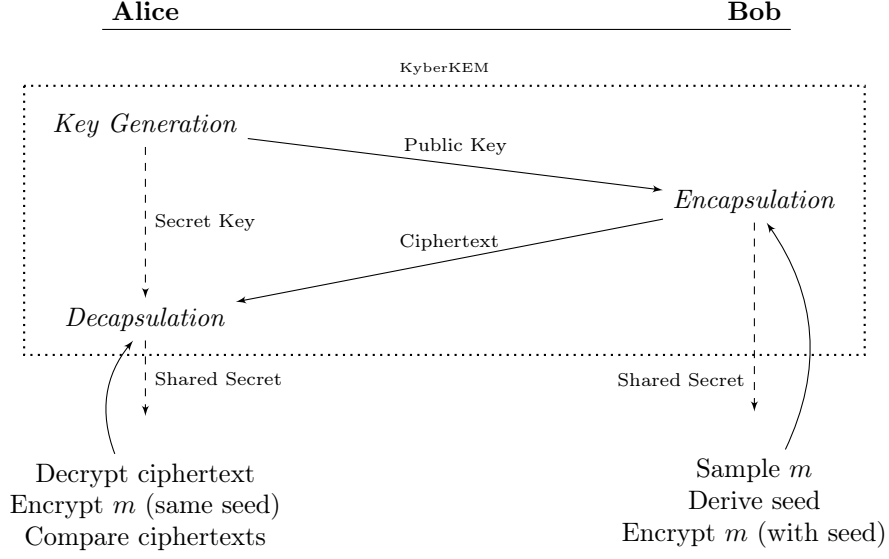 Alice
Bob
KyberKEM
Key Generation
Public Key
Encapsulation
Secret Key
Ciphertext
Decapsulation
Shared Secret
Shared Secret
Decrypt ciphertext
Encrypt m (same seed)
Compare ciphertexts
Sample m
Derive seed
Encrypt m (with seed)